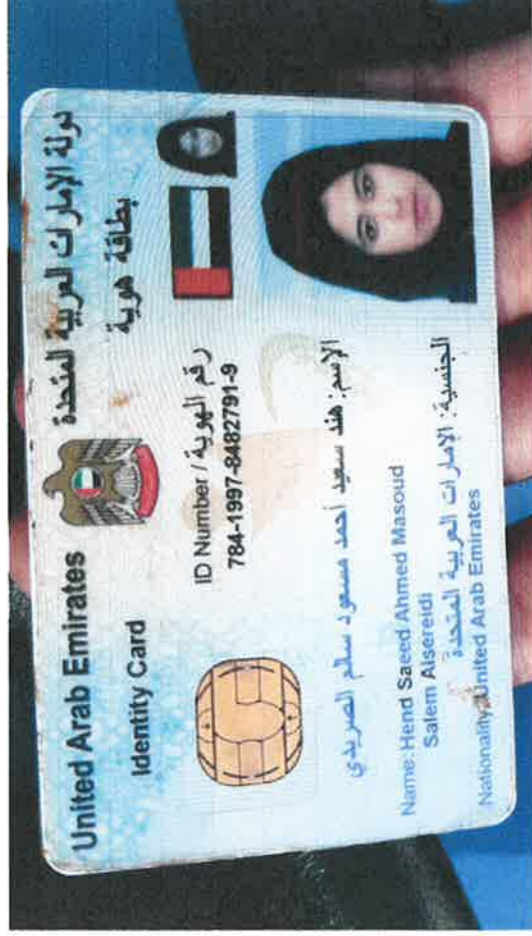 United Arab Emirates
دولة الإمارات العربية المتحدة
Identity Card
بطاقة هوية
ID Number / رقم الهوية
784-1997-8482791-9
الإسم: هند سعيد أحمد مسعود سالم الصريدي
Name: Hend Saeed Ahmed Masoud
Salem Alsereidi
الجنسية: الامارات العربية المتحدة
Nationality: United Arab Emirates